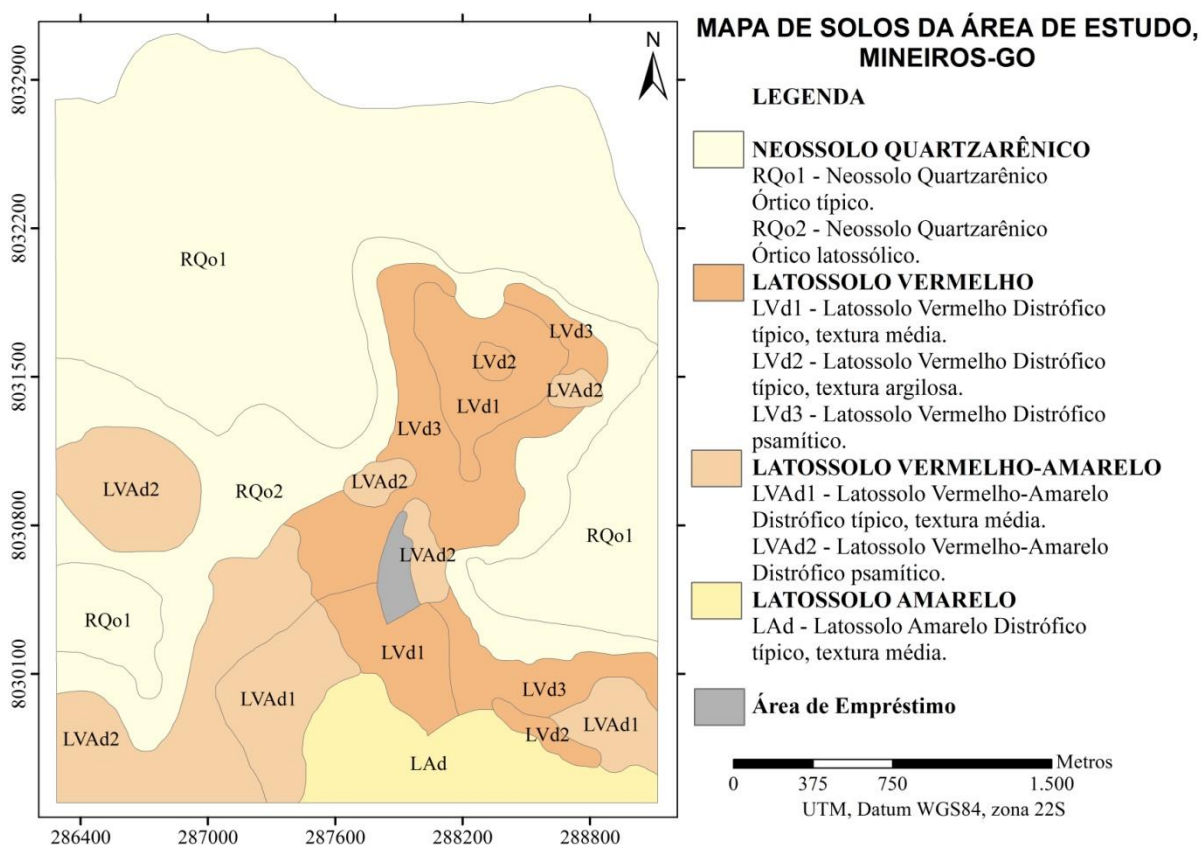 MAPA DE SOLOS DA ÁREA DE ESTUDO,
MINEIROS-GO
LEGENDA
NEOSSOLO QUARTZARÊNICO
RQo1 - Neossolo Quartzarênico
Órtico típico.
RQo2 - Neossolo Quartzarênico
Órtico latossólico.
LATOSSOLO VERMELHO
LVd1 - Latossolo Vermelho Distrófico
típico, textura média.
LVd2 - Latossolo Vermelho Distrófico
típico, textura argilosa.
LVd3 - Latossolo Vermelho Distrófico
psamítico.
LATOSSOLO VERMELHO-AMARELO
LVAd1 - Latossolo Vermelho-Amarelo
Distrófico típico, textura média.
LVAd2 - Latossolo Vermelho-Amarelo
Distrófico psamítico.
LATOSSOLO AMARELO
LAd - Latossolo Amarelo Distrófico
típico, textura média.
Área de Empréstimo
Metros
0 375 750 1.500
UTM, Datum WGS84, zona 22S
N
8032900
8032200
8031500
8030800
8030100
RQo1
LVd3
LVd2
LVAd2
LVd1
LVd3
LVAd2
LVAd2
RQo2
LVAd2
RQo1
RQo1
LVd1
LVd3
LVAd1
LVAd1
LVd2
LVAd2
LAd
286400 287000 287600 288200 288800